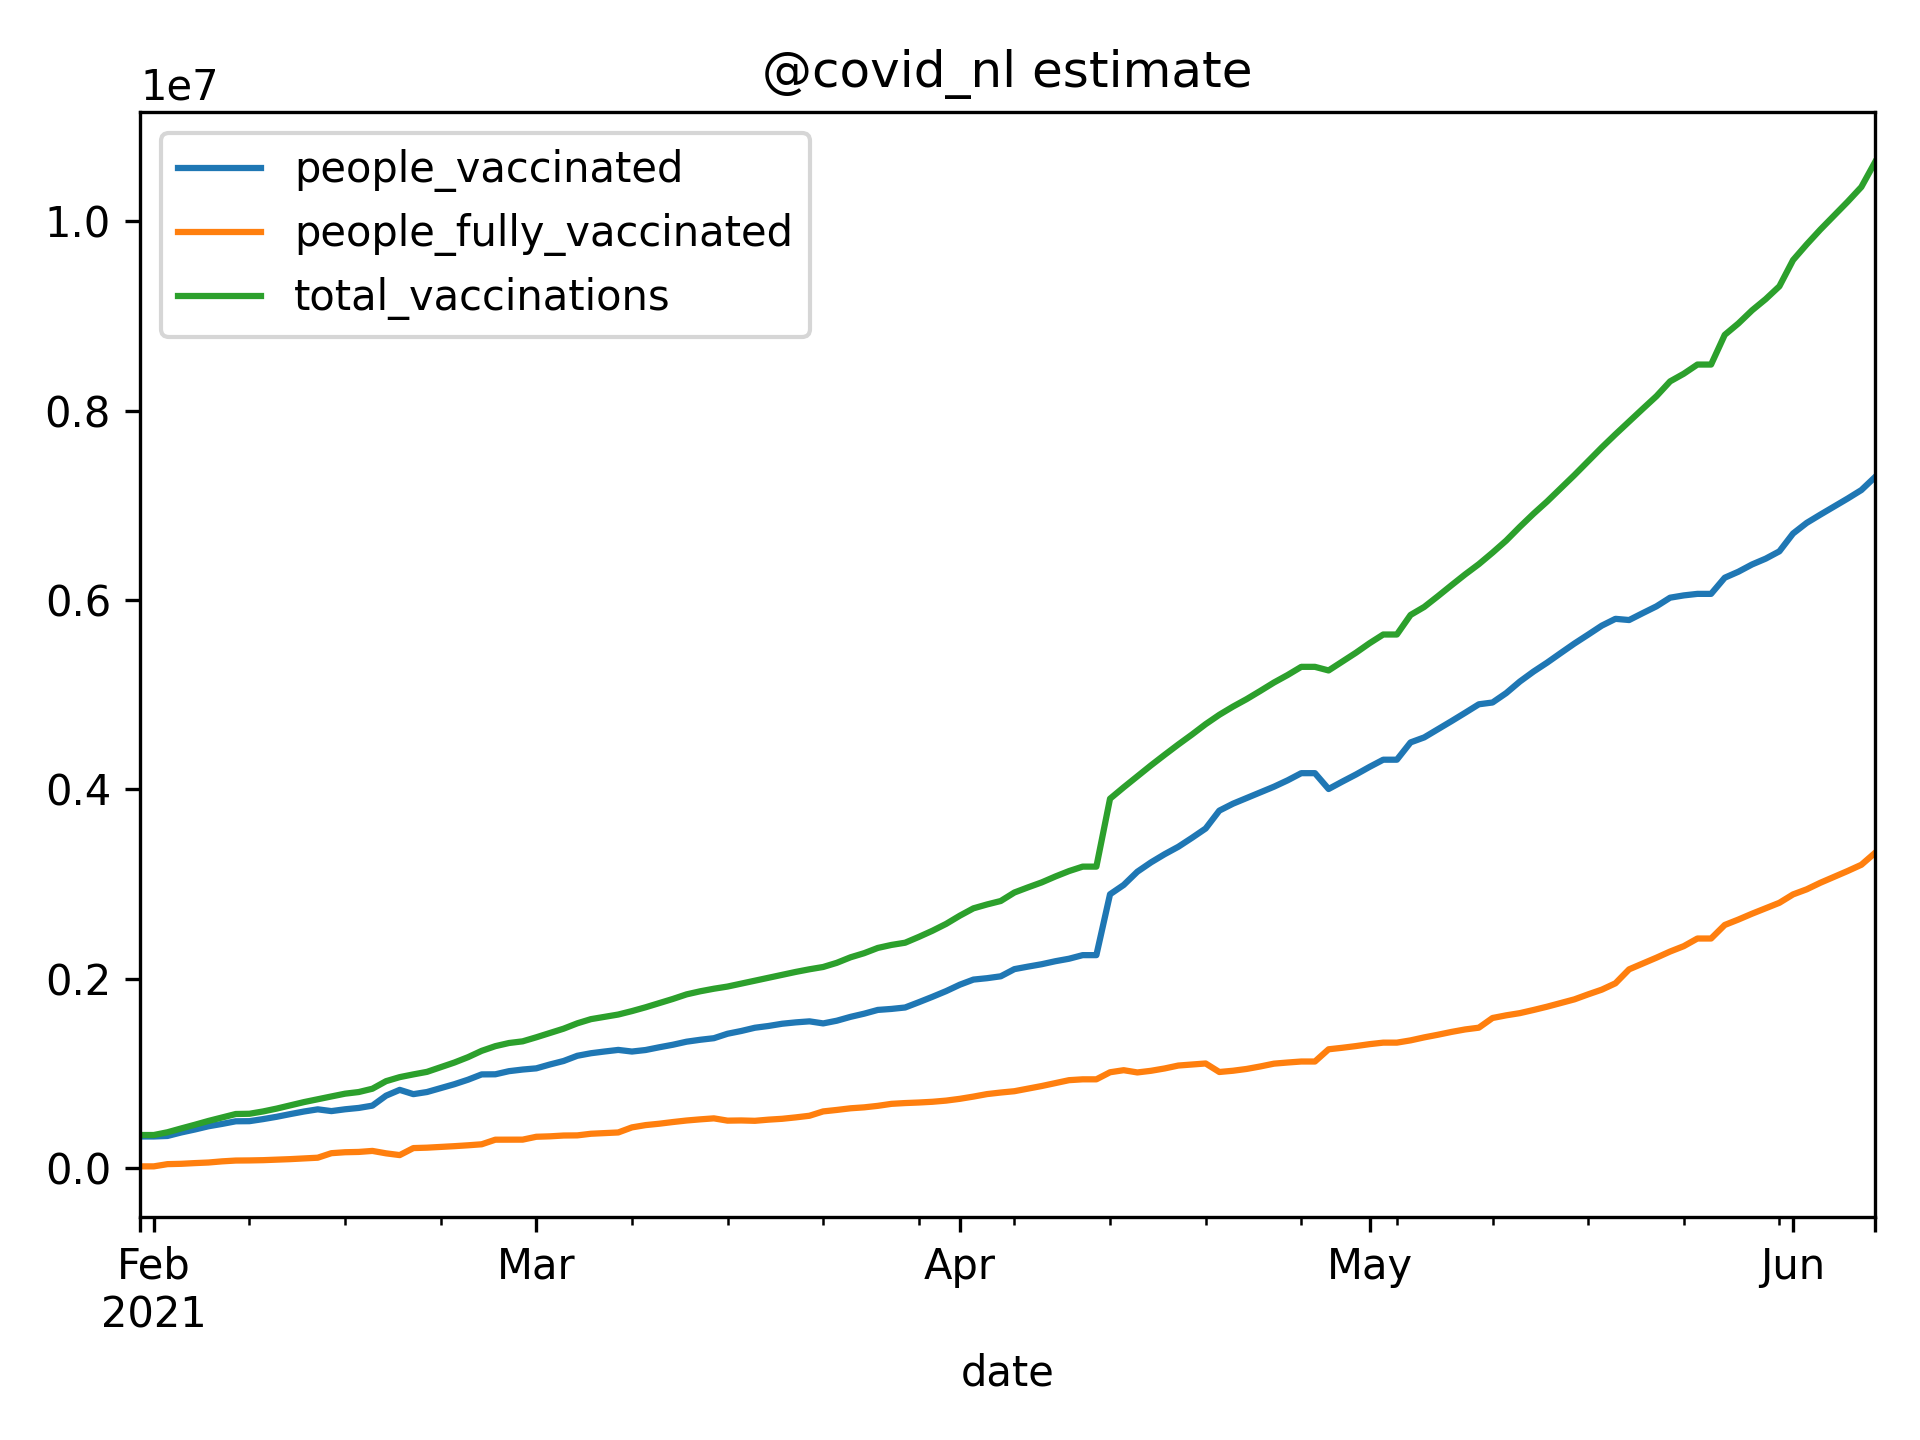 @covid_nl estimate
1e7
people_vaccinated
people_fully_vaccinated
total_vaccinations
1.0
0.8
0.6
0.4
0.2
0.0
Feb Mar Apr May Jun
2021
date